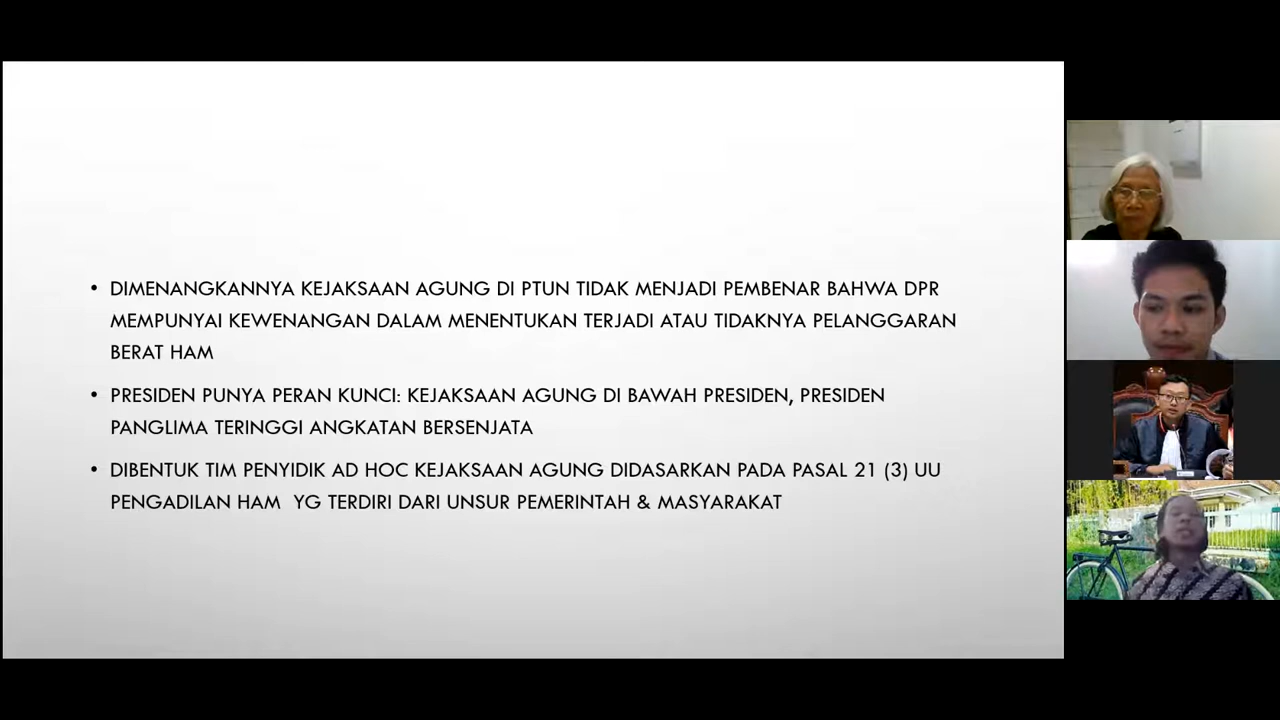 • DIMENANGKANNYA KEJAKSAAN AGUNG DI PTUN TIDAK MENJADI PEMBENAR BAHWA DPR
MEMPUNYAI KEWENANGAN DALAM MENENTUKAN TERJADI ATAU TIDAKNYA PELANGGARAN
BERAT HAM
• PRESIDEN PUNYA PERAN KUNCI: KEJAKSAAN AGUNG DI BAWAH PRESIDEN, PRESIDEN
PANGLIMA TERINGGI ANGKATAN BERSENJATA
• DIBENTUK TIM PENYIDIK AD HOC KEJAKSAAN AGUNG DIDASARKAN PADA PASAL 21 (3) UU
PENGADILAN HAM  YG TERDIRI DARI UNSUR PEMERINTAH & MASYARAKAT